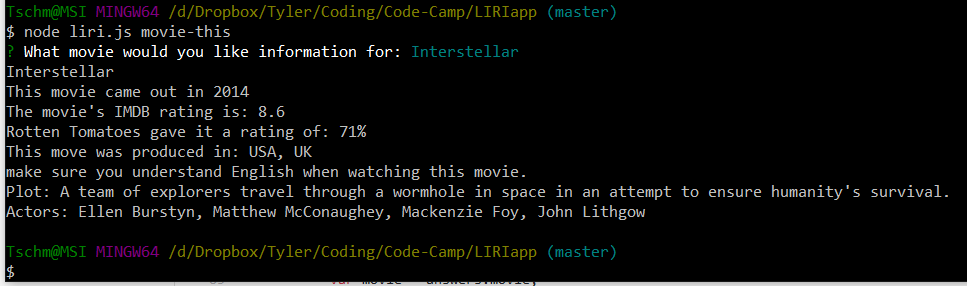 Tschm@MSI MINGW64 /d/Dropbox/Tyler/Coding/Code-Camp/LIRIapp (master)
$ node liri.js movie-this
? What movie would you like information for: Interstellar
Interstellar
This movie came out in 2014
The movie's IMDB rating is: 8.6
Rotten Tomatoes gave it a rating of: 71%
This move was produced in: USA, UK
make sure you understand English when watching this movie.
Plot: A team of explorers travel through a wormhole in space in an attempt to ensure humanity's survival.
Actors: Ellen Burstyn, Matthew McConaughey, Mackenzie Foy, John Lithgow
Tschm@MSI MINGW64 /d/Dropbox/Tyler/Coding/Code-Camp/LIRIapp (master)
$